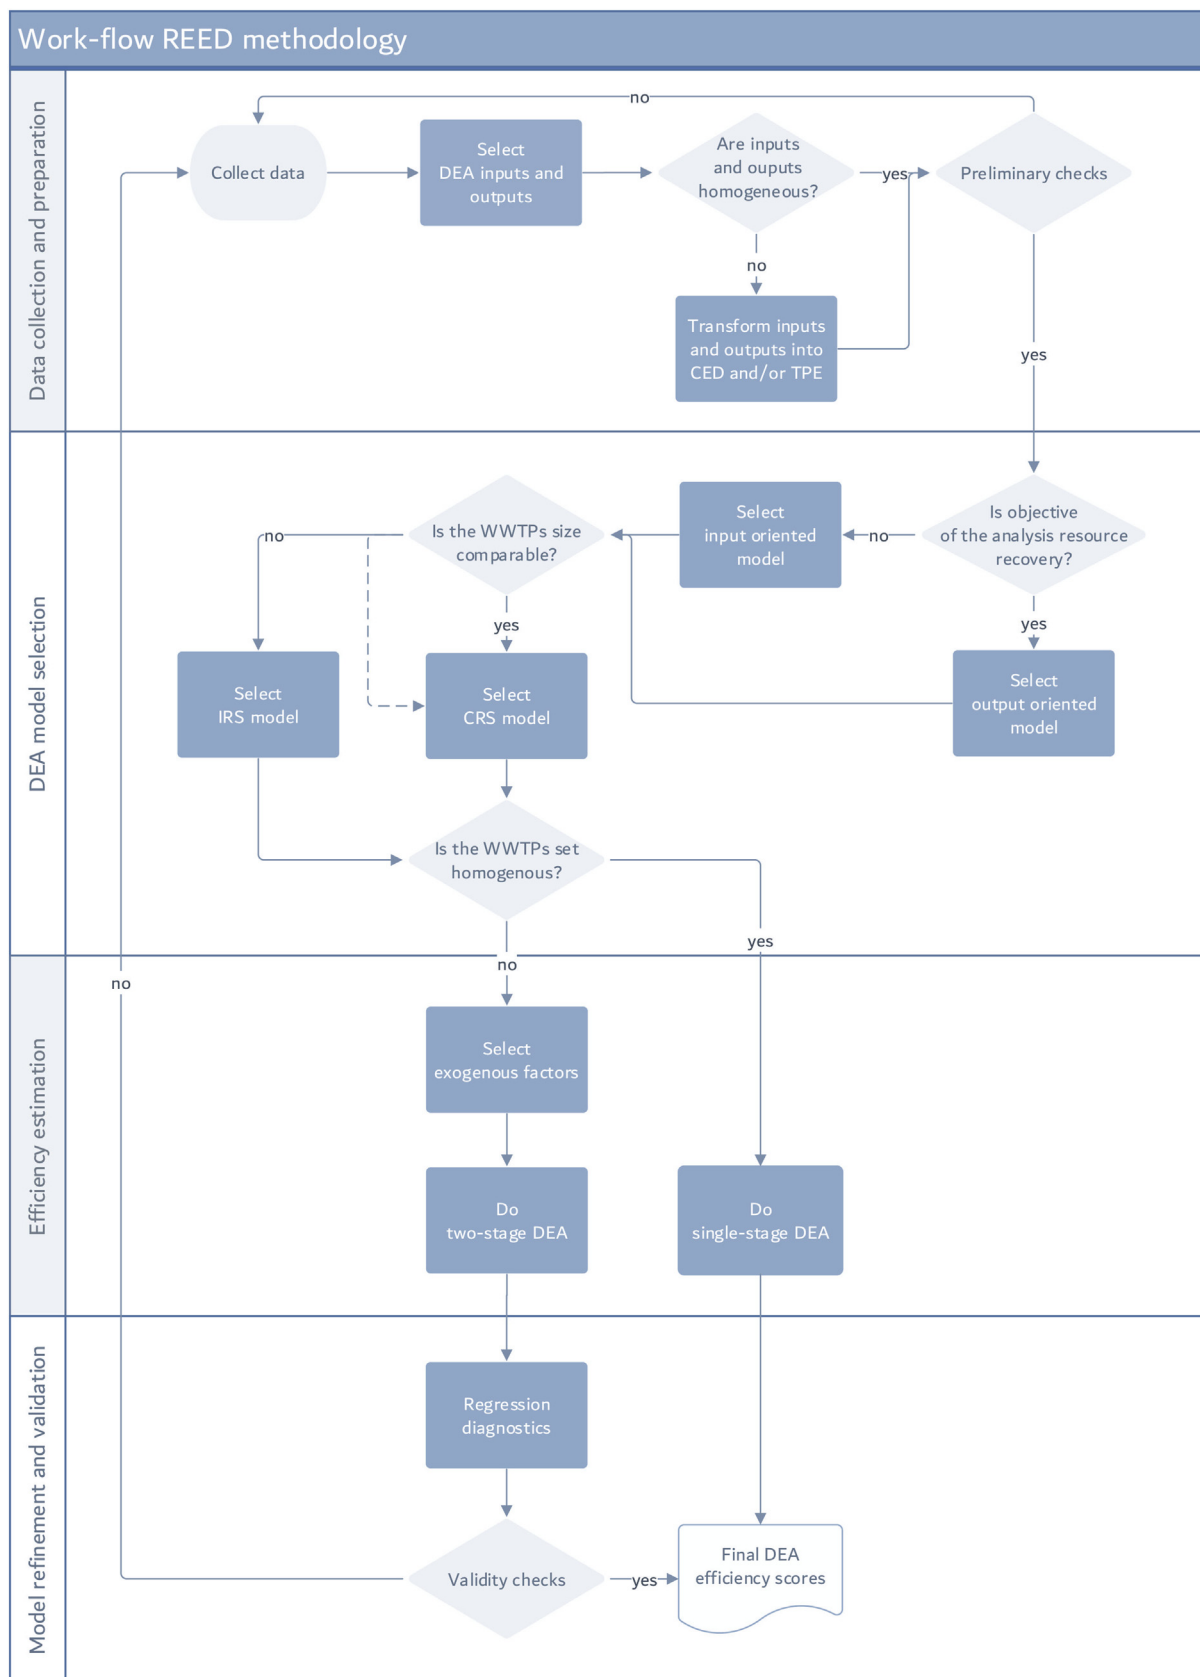 Work-flow REED methodology
Data collection and preparation
no
Collect data
Select
DEA inputs and
outputs
Are inputs
and ouputs
homogeneous?
yes
Preliminary checks
no
Transform inputs
and outputs into
CED and/or TPE
yes
DEA model selection
Is objective
of the analysis resource
recovery?
no
Select
input oriented
model
yes
Select
output oriented
model
Is the WWTPs size
comparable?
no
yes
Select
IRS model
Select
CRS model
Is the WWTPs set
homogenous?
yes
no
no
Efficiency estimation
Select
exogenous factors
Do
two-stage DEA
Do
single-stage DEA
Model refinement and validation
Regression
diagnostics
Validity checks
yes
Final DEA
efficiency scores